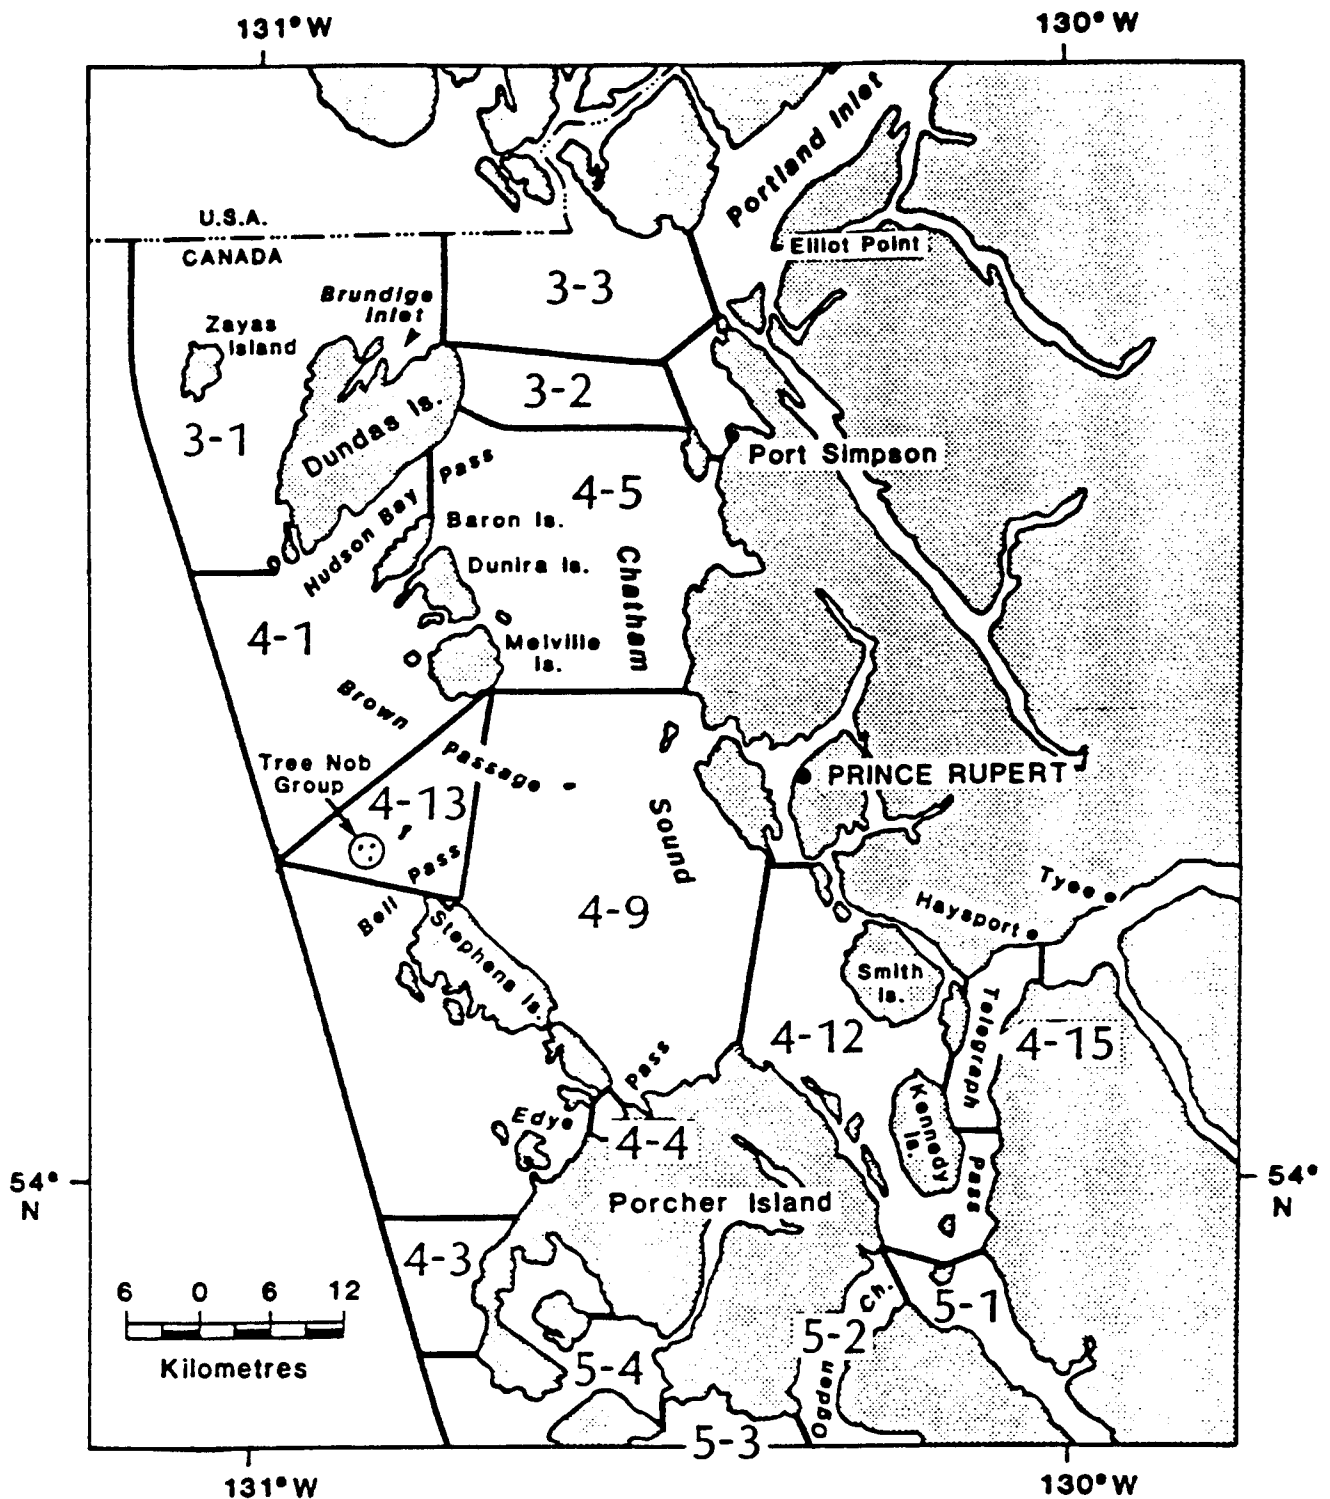 131° W
130° W
Portland Inlet
U.S.A.
CANADA
Elliot Point
3-3
Brundige
Inlet
Zayas
Island
3-2
Dundas Is.
3-1
Port Simpson
Hudson Bay Pass
4-5
Baron Is.
Dunira Is.
Chatham
4-1
Melville
Is.
Brown
Passage
Tree Nob
Group
4-13
PRINCE RUPERT
Sound
Bell Pass
4-9
Tyee
Haysport
Stephens Is.
Smith
Is.
Telegraph
4-12
4-15
Pass
Edye
4-4
Kennedy
Is.
Pass
54°
N
54°
N
Porcher Island
4-3
6 0 6 12
Kilometres
Ch.
5-1
5-2
5-4
Ogden
5-3
131° W
130° W